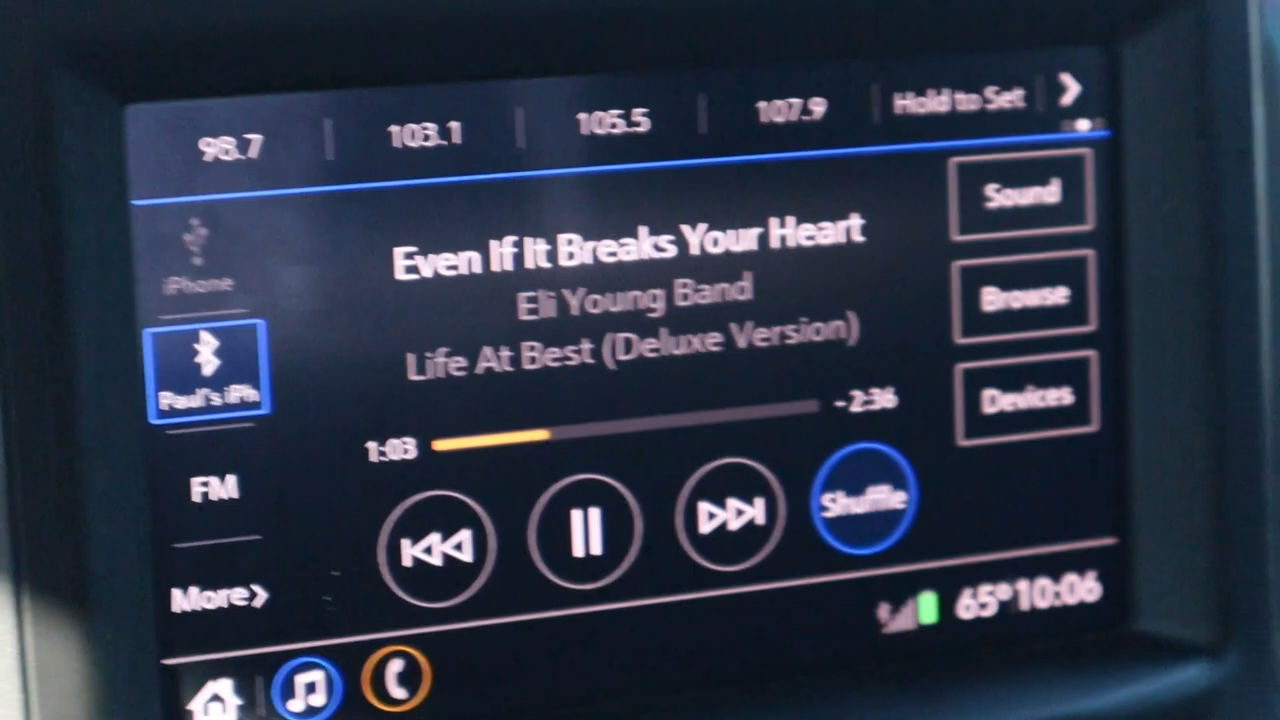 98.7 103.1 105.5 107.9 Hold to Set
iPhone
Paul's iPh
FM
More
Even If It Breaks Your Heart
Eli Young Band
Life At Best (Deluxe Version)
1:03 -2:36
Shuffle
Sound
Browse
Devices
65° 10:06